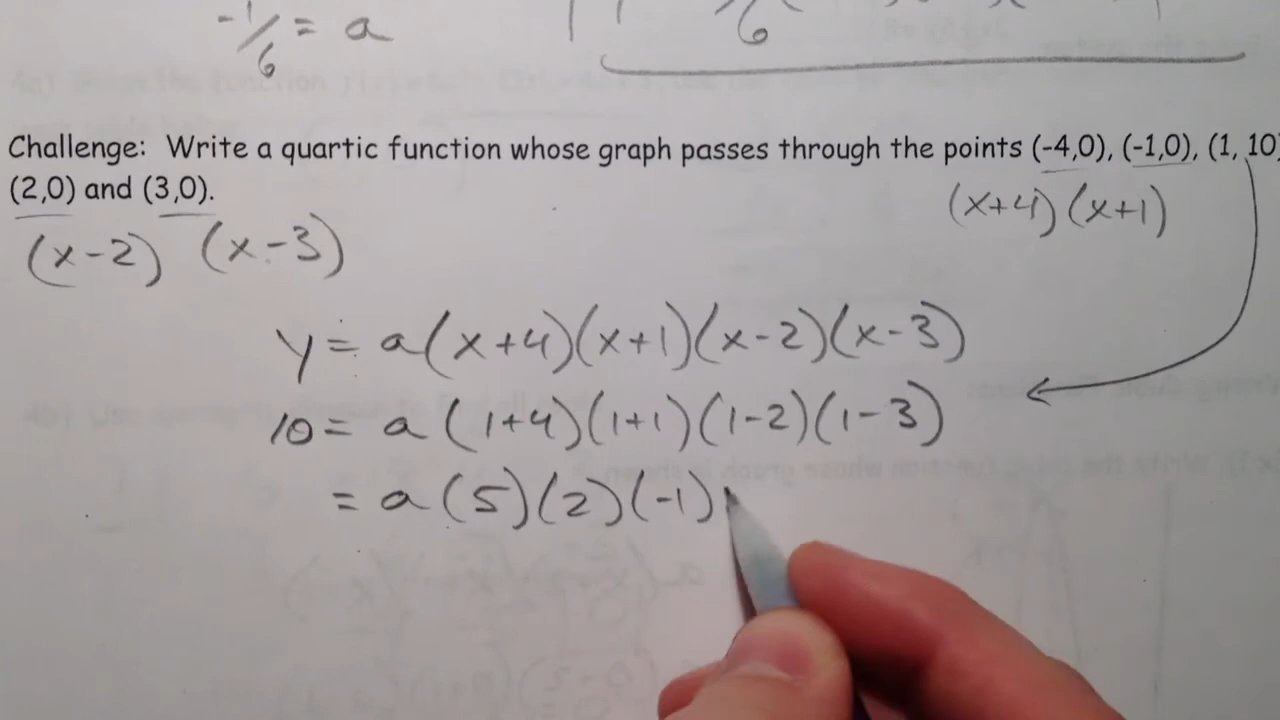 -1/6 = a
6
Challenge: Write a quartic function whose graph passes through the points (-4,0), (-1,0), (1, 10)
(2,0) and (3,0).
(x+4) (x+1)
(x-2) (x-3)
y = a(x+4)(x+1)(x-2)(x-3)
10 = a (1+4)(1+1)(1-2)(1-3)
= a (5)(2)(-1)